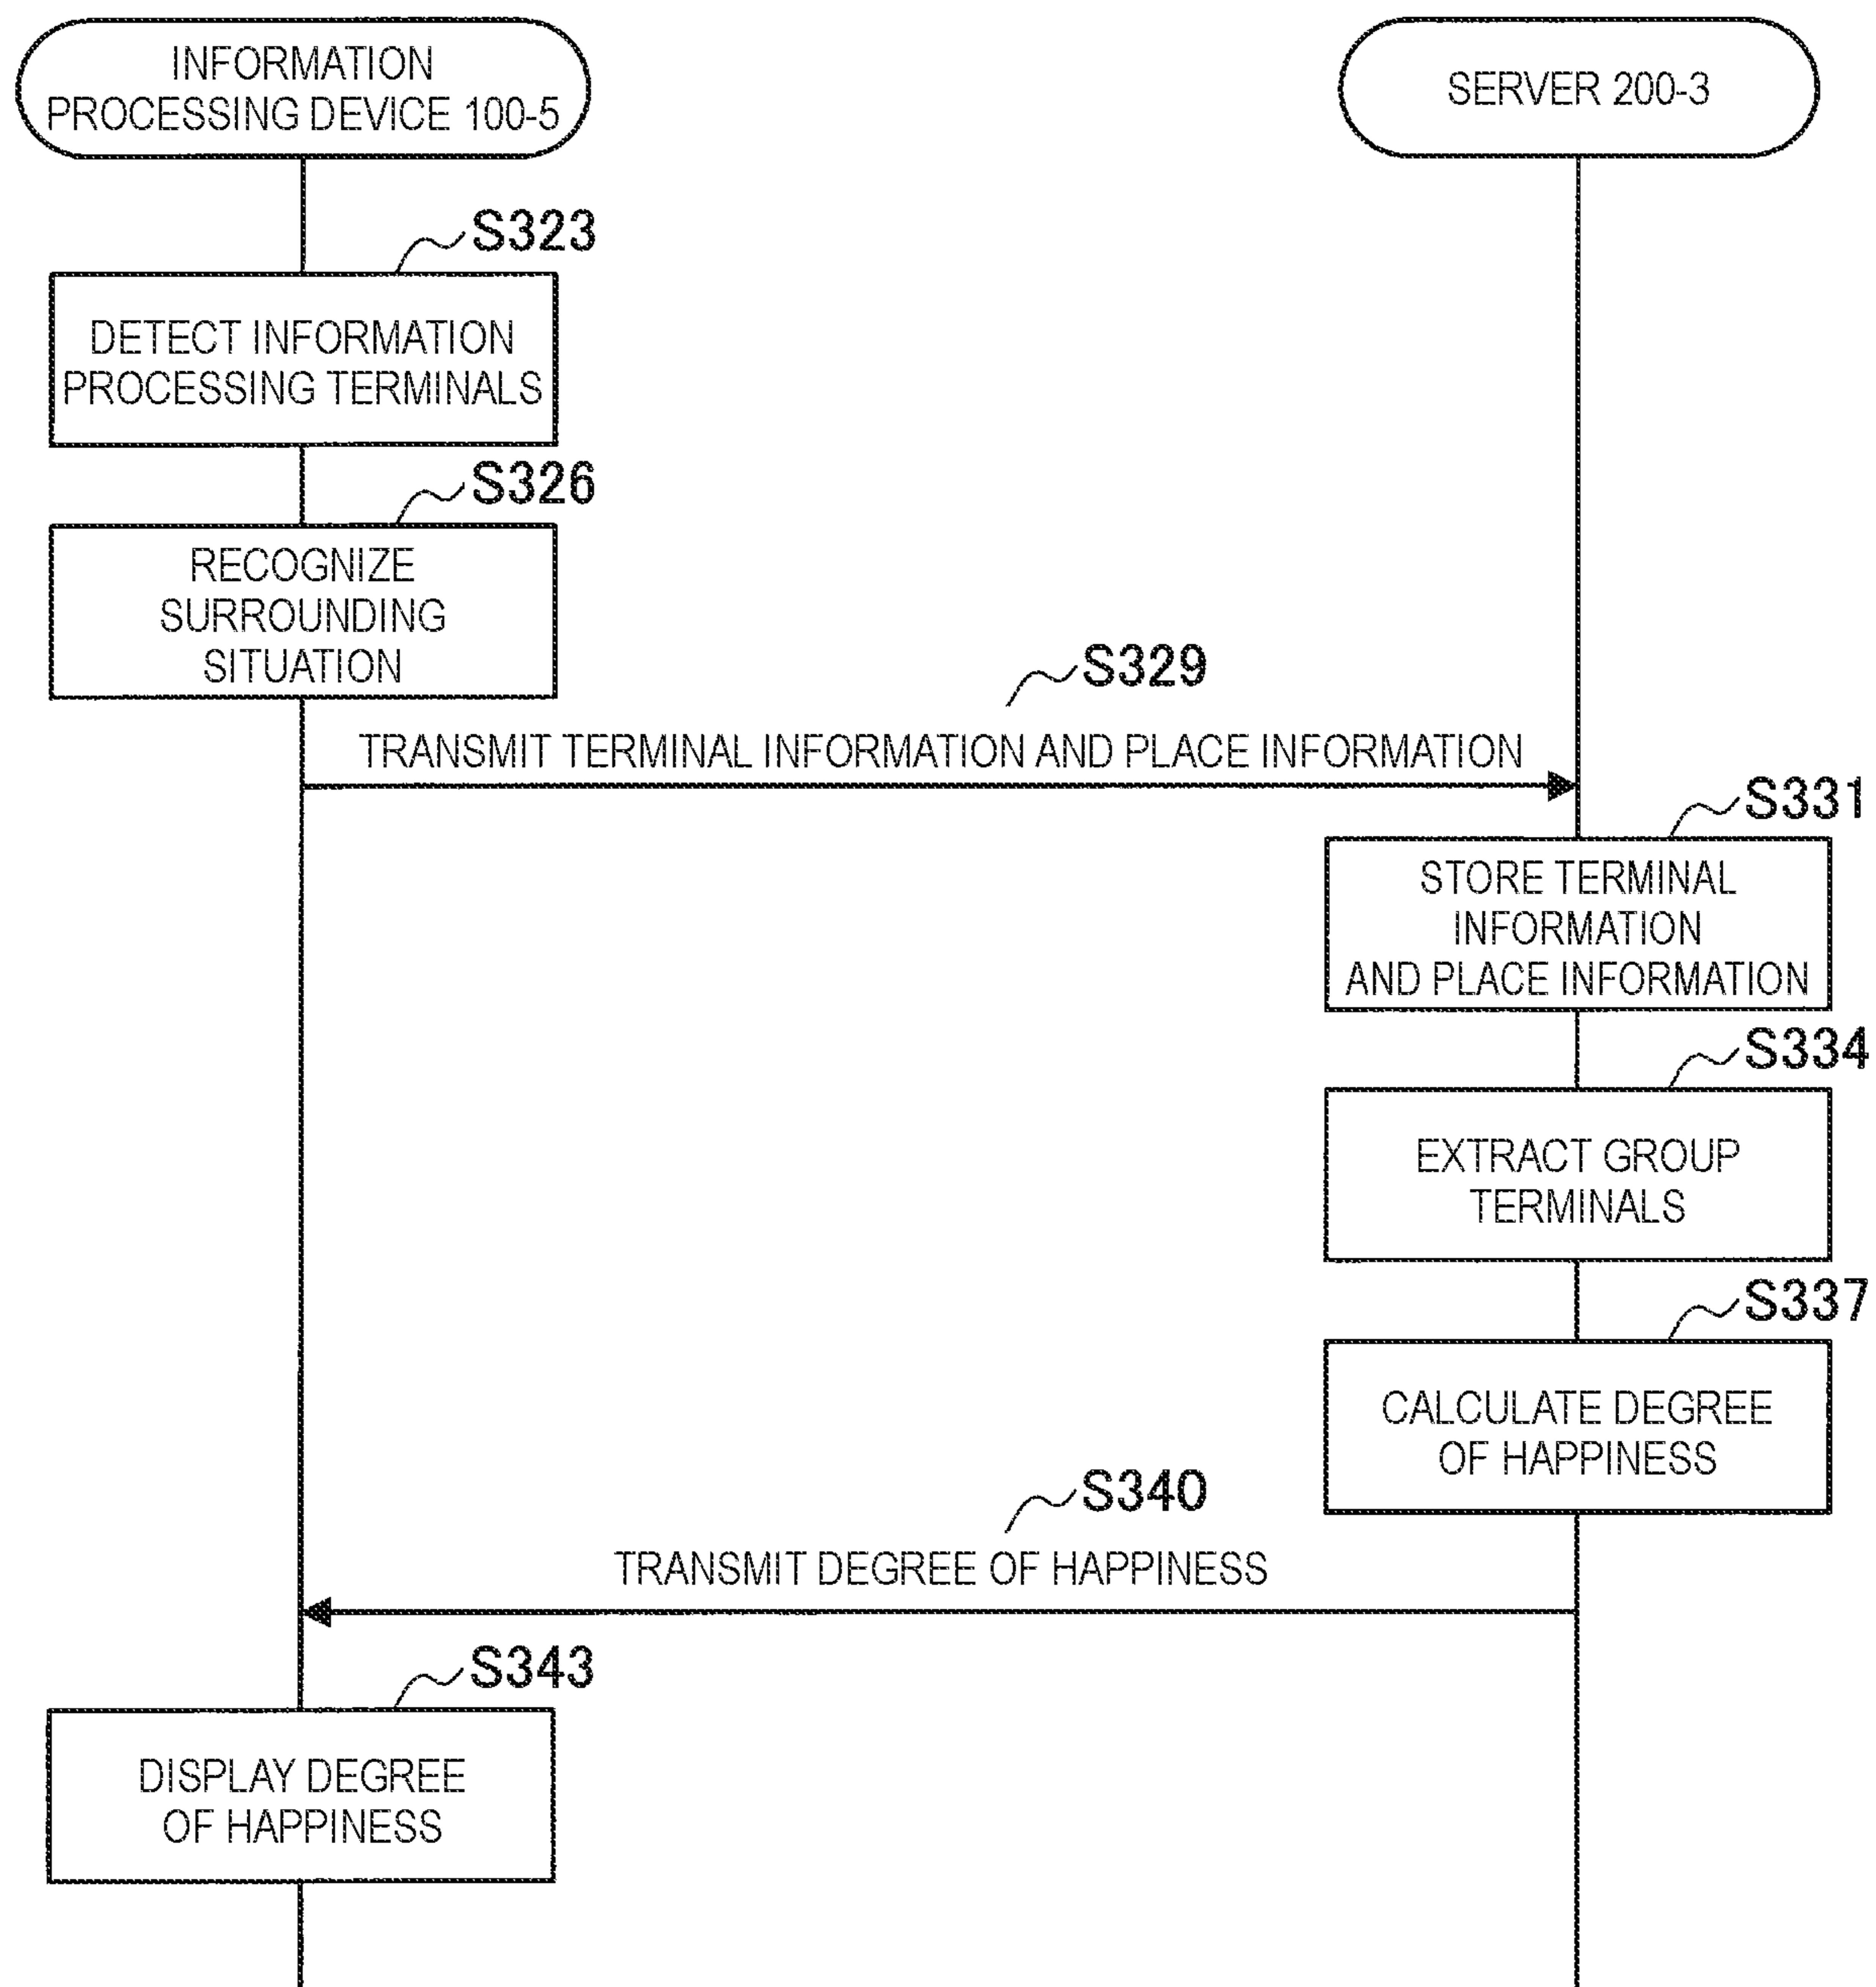 INFORMATION
PROCESSING DEVICE 100-5
SERVER 200-3
S323
DETECT INFORMATION
PROCESSING TERMINALS
S326
RECOGNIZE
SURROUNDING
SITUATION
S329
TRANSMIT TERMINAL INFORMATION AND PLACE INFORMATION
S331
STORE TERMINAL
INFORMATION
AND PLACE INFORMATION
S334
EXTRACT GROUP
TERMINALS
S337
CALCULATE DEGREE
OF HAPPINESS
S340
TRANSMIT DEGREE OF HAPPINESS
S343
DISPLAY DEGREE
OF HAPPINESS